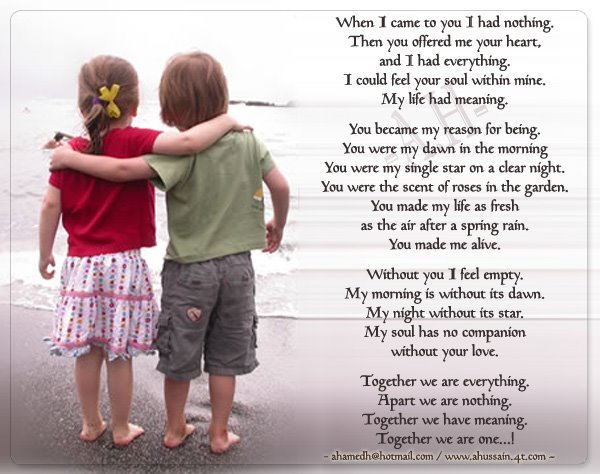 When I came to you I had nothing.
Then you offered me your heart,
and I had everything.
I could feel your soul within mine.
My life had meaning.
You became my reason for being.
You were my dawn in the morning
You were my single star on a clear night.
You were the scent of roses in the garden.
You made my life as fresh
as the air after a spring rain.
You made me alive.
Without you I feel empty.
My morning is without its dawn.
My night without its star.
My soul has no companion
without your love.
Together we are everything.
Apart we are nothing.
Together we have meaning.
Together we are one...!
~ ahamedh@hotmail.com / www.ahussain.4t.com ~